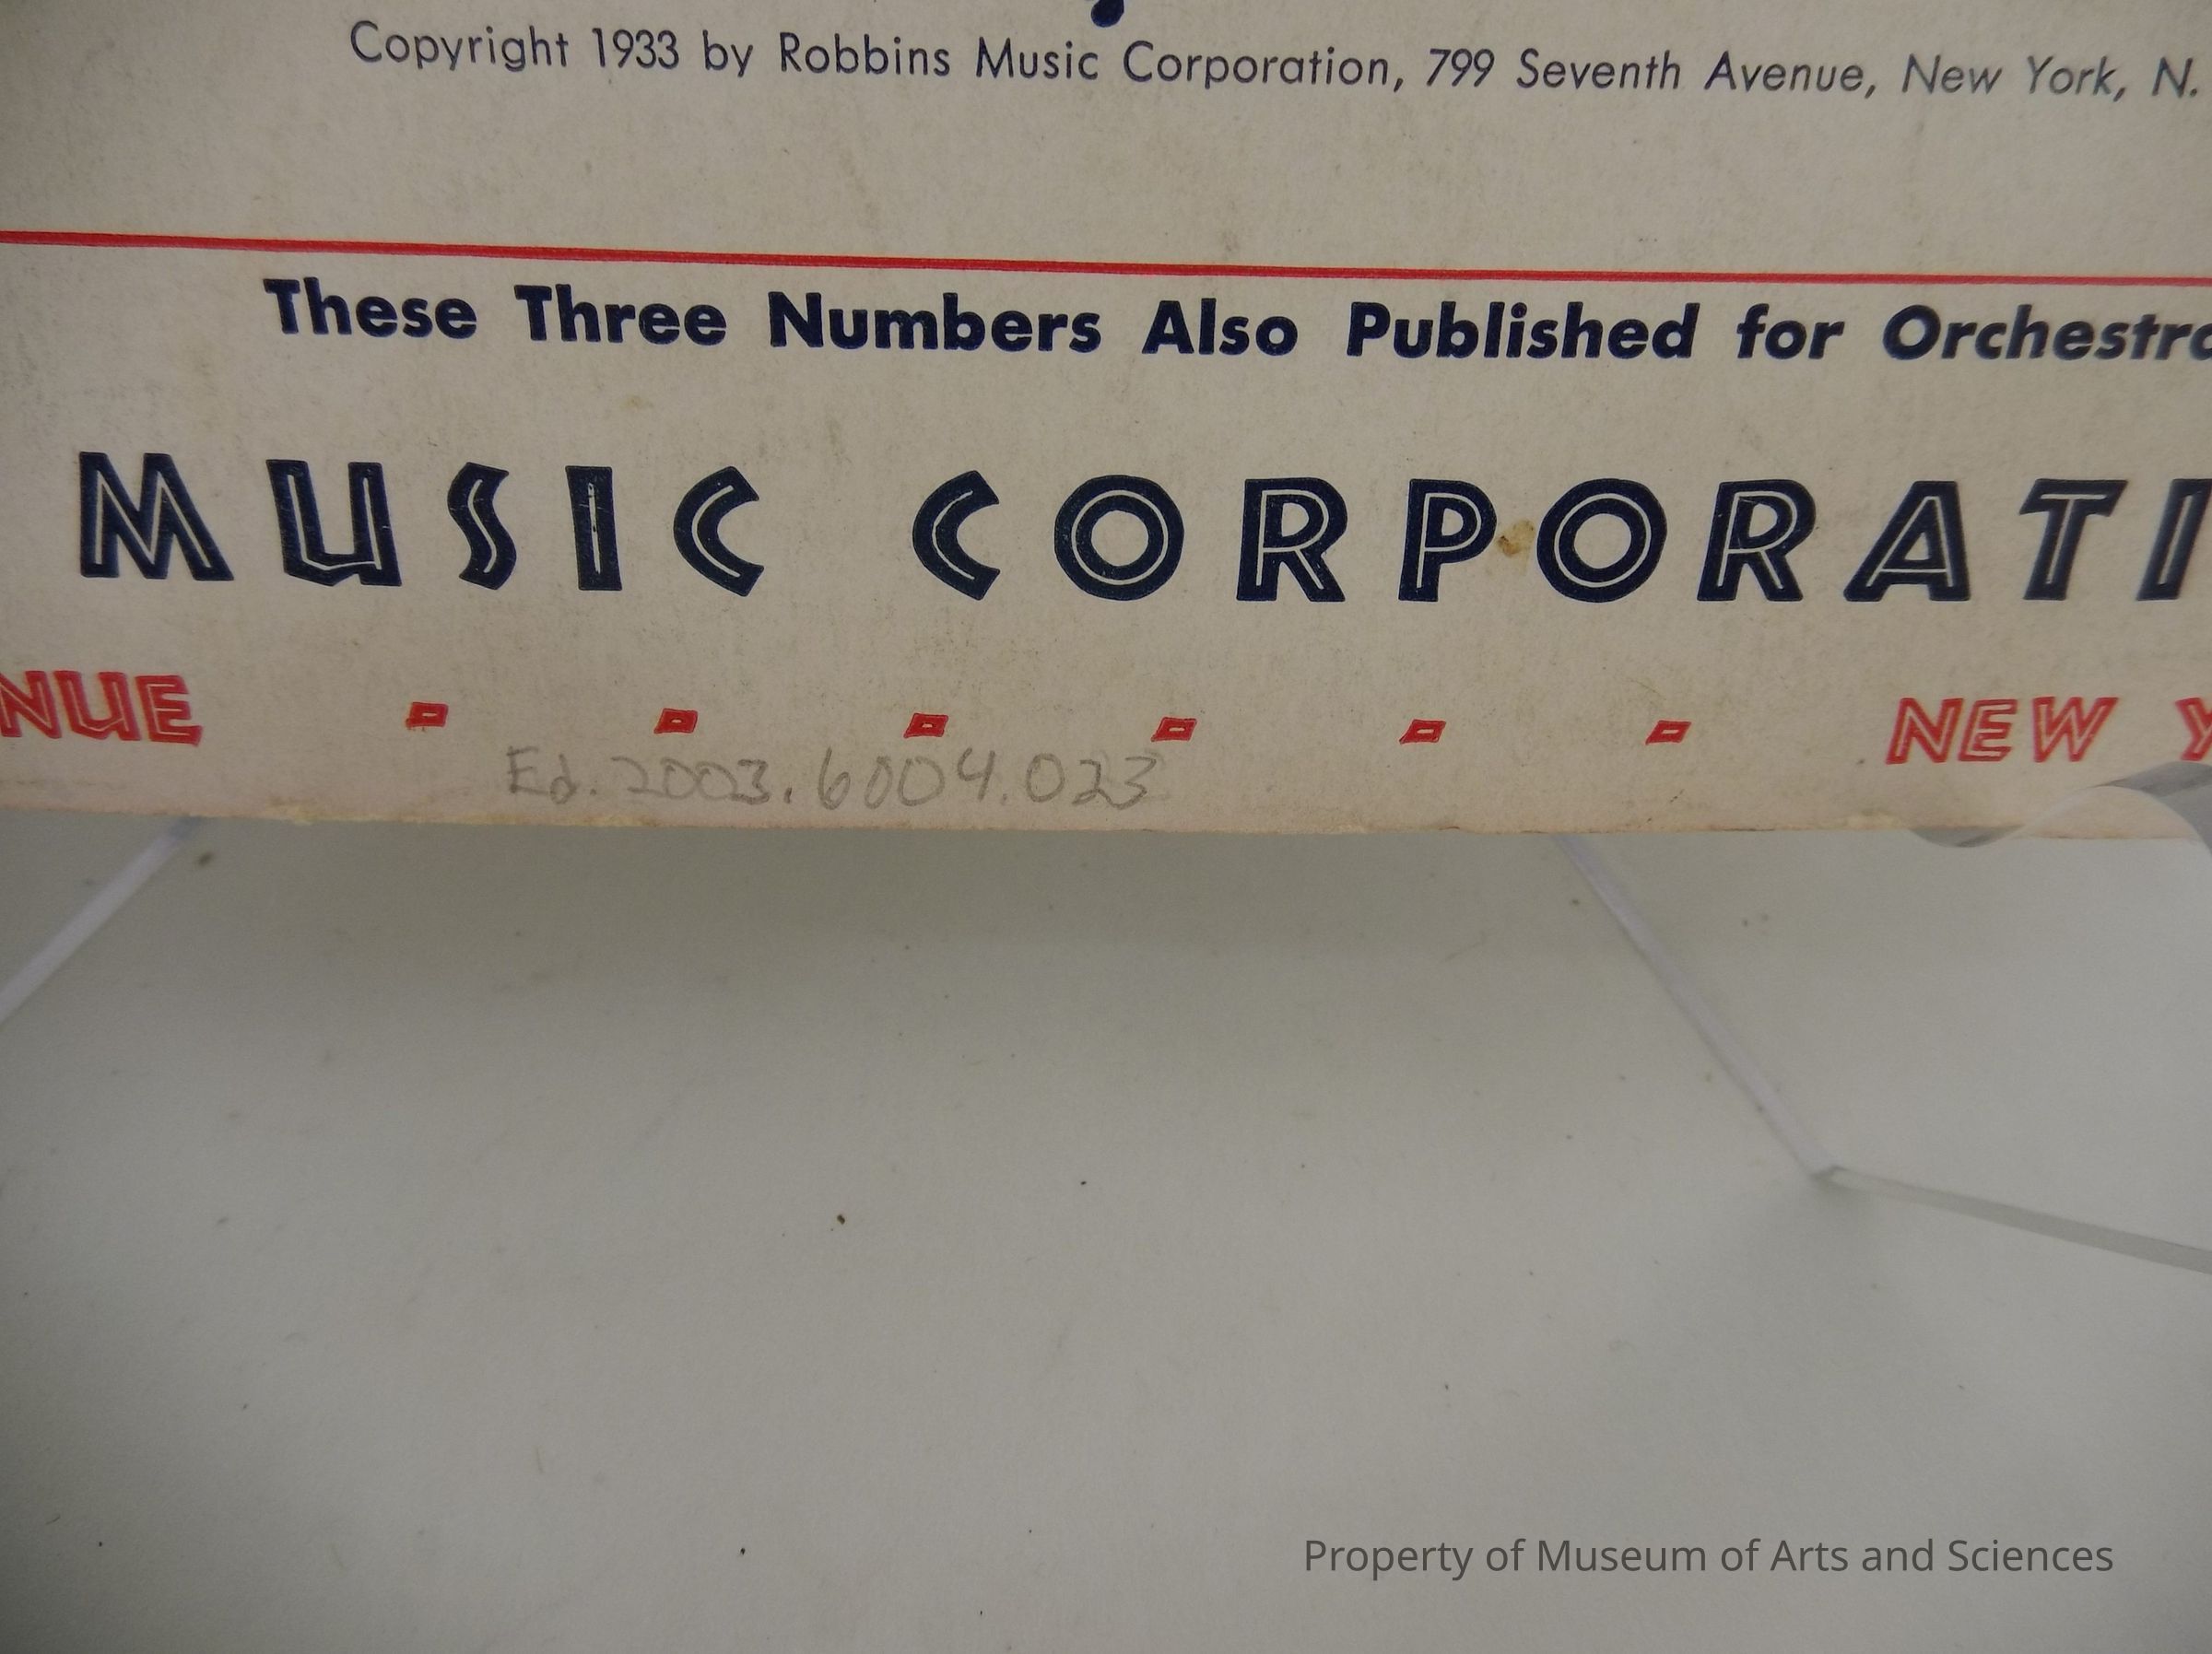 Copyright 1933 by Robbins Music Corporation, 799 Seventh Avenue, New York, N.
These Three Numbers Also Published for Orchestra
MUSIC CORPORATI
NUE - - - - - - NEW Y
Ed. 2003.6004.023
Property of Museum of Arts and Sciences